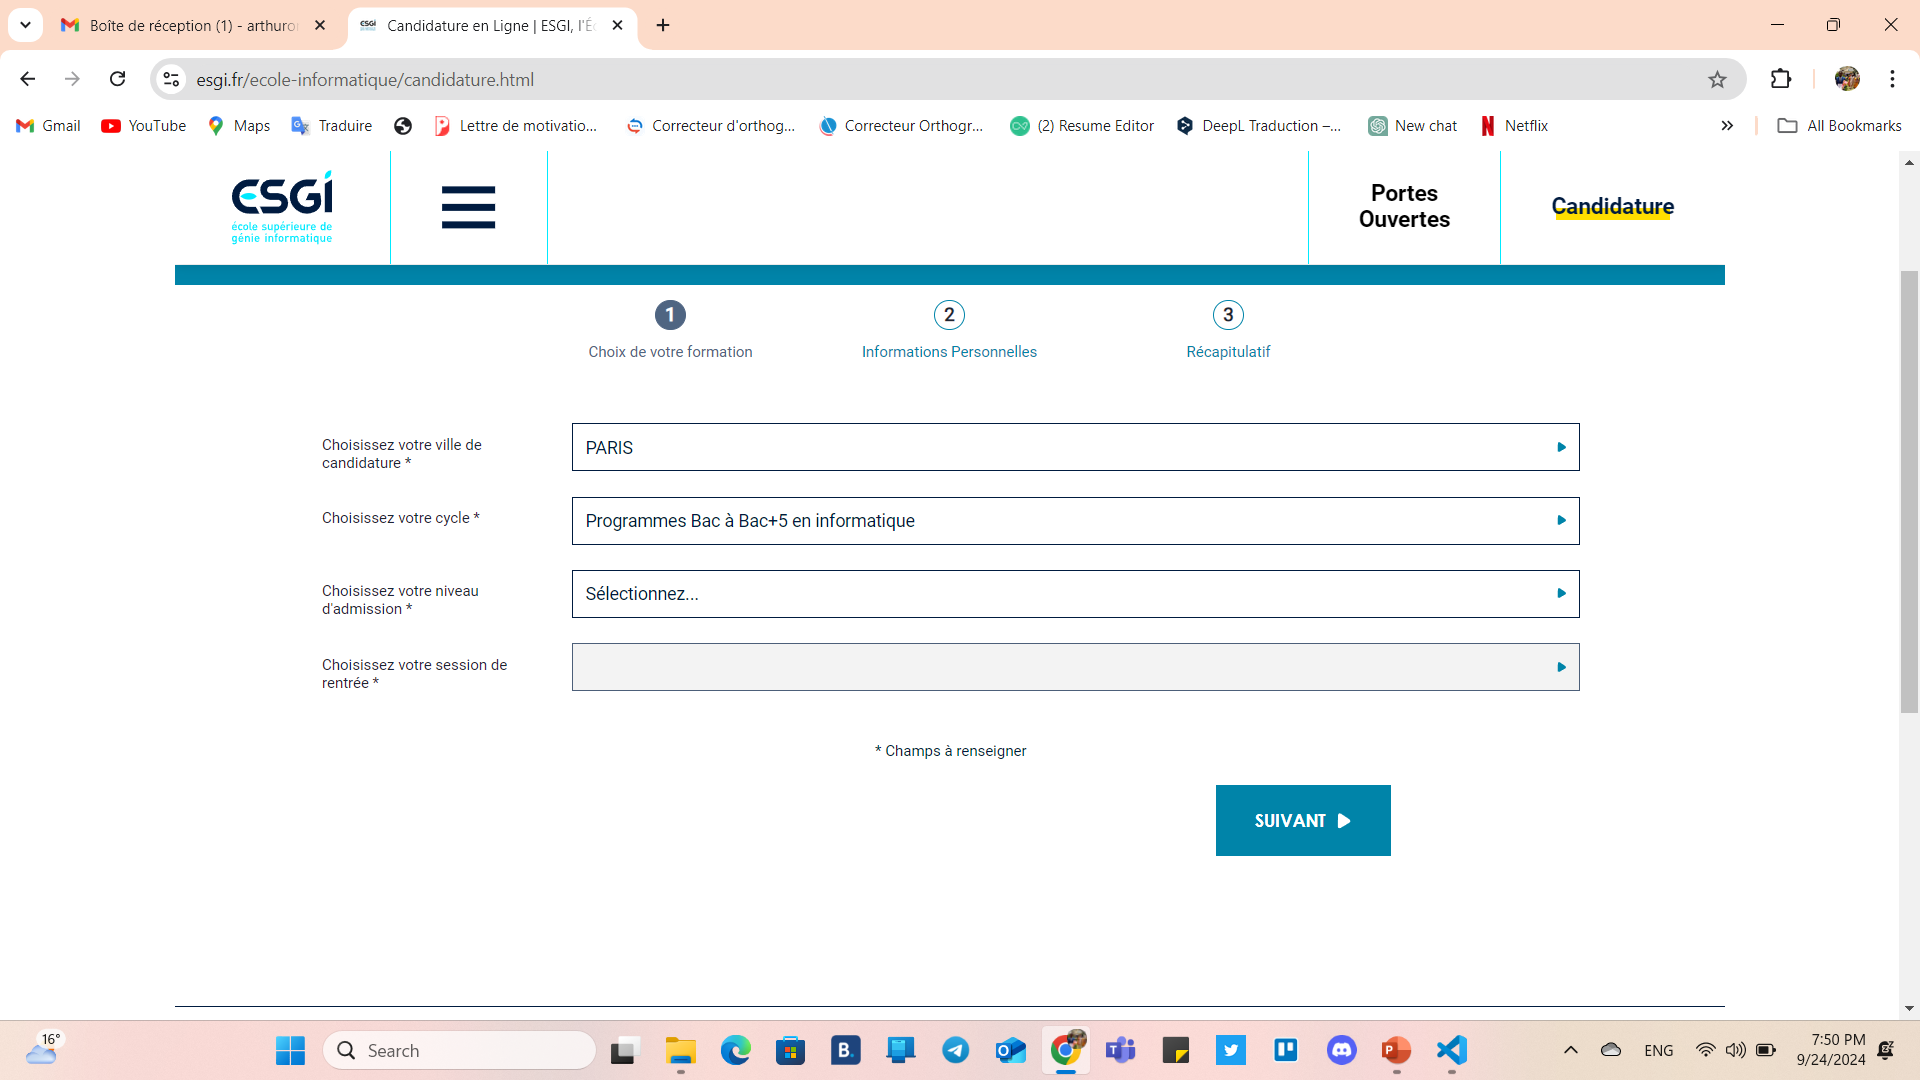 Boîte de réception (1) - arthuror
Candidature en Ligne | ESGI, l'É
esgi.fr/ecole-informatique/candidature.html
Gmail
YouTube
Maps
Traduire
Lettre de motivatio...
Correcteur d'orthog...
Correcteur Orthogr...
(2) Resume Editor
DeepL Traduction –...
New chat
Netflix
All Bookmarks
ESGI
école supérieure de
génie informatique
Portes
Ouvertes
Candidature
1
2
3
Choix de votre formation
Informations Personnelles
Récapitulatif
Choisissez votre ville de
candidature *
PARIS
Choisissez votre cycle *
Programmes Bac à Bac+5 en informatique
Choisissez votre niveau
d'admission *
Sélectionnez...
Choisissez votre session de
rentrée *
* Champs à renseigner
SUIVANT
16°
Search
B.
ENG
7:50 PM
9/24/2024